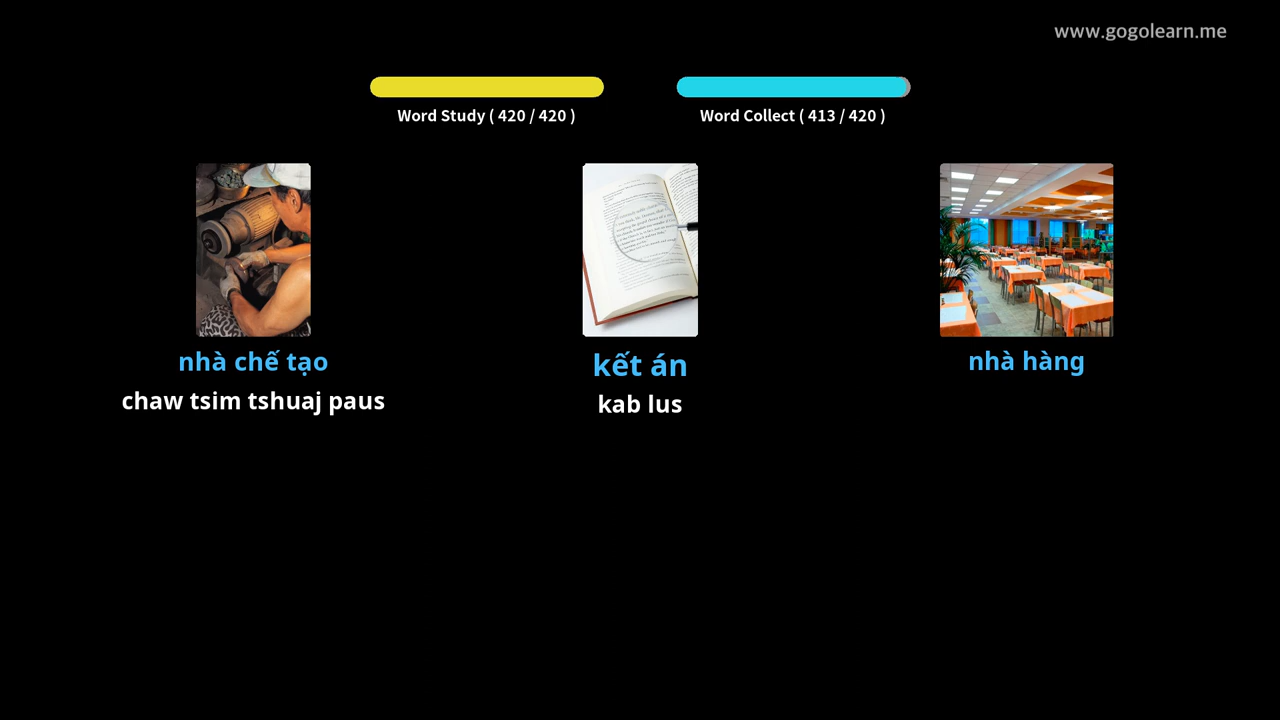 www.gogolearn.me
Word Study ( 420 / 420 )
Word Collect ( 413 / 420 )
nhà chế tạo
chaw tsim tshuaj paus
kết án
kab lus
nhà hàng